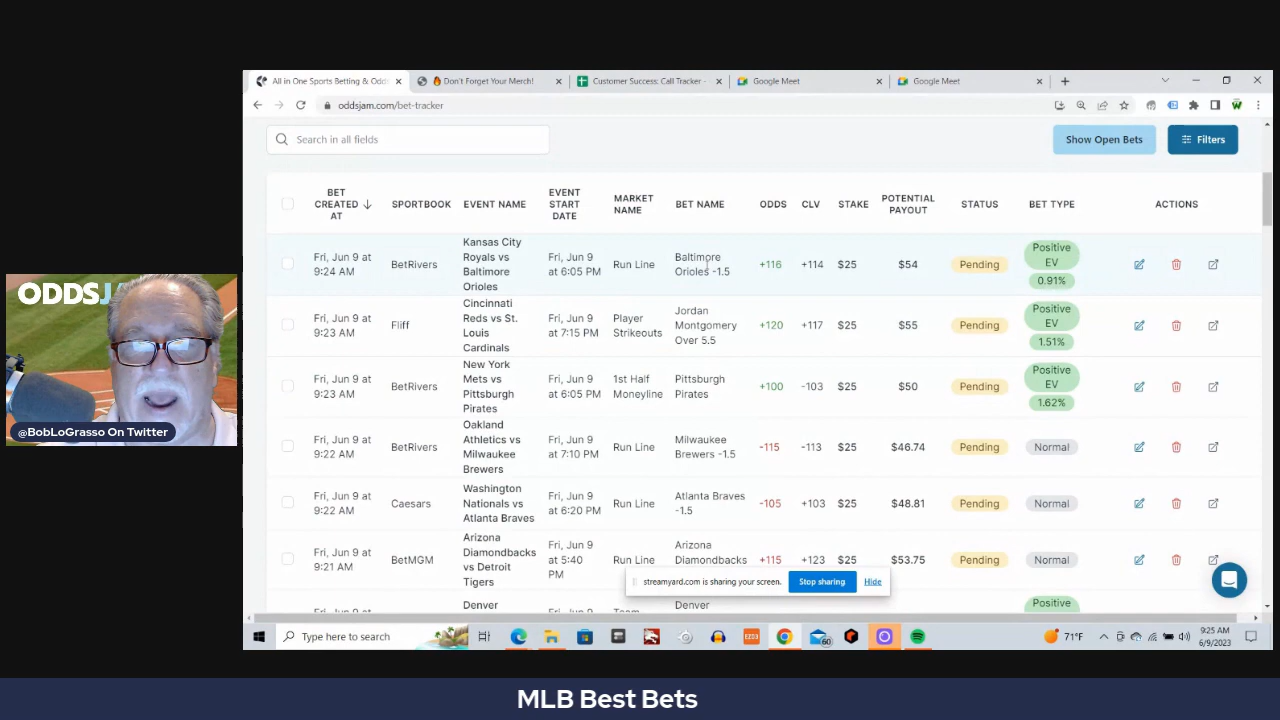 All in One Sports Betting & Odds
🔥 Don't Forget Your Merch!
Customer Success: Call Tracker -
Google Meet
Google Meet
oddsjam.com/bet-tracker
Search in all fields
Show Open Bets
Filters
BET CREATED AT
SPORTBOOK
EVENT NAME
EVENT START DATE
MARKET NAME
BET NAME
ODDS
CLV
STAKE
POTENTIAL PAYOUT
STATUS
BET TYPE
ACTIONS
Fri, Jun 9 at 9:24 AM
BetRivers
Kansas City Royals vs Baltimore Orioles
Fri, Jun 9 at 6:05 PM
Run Line
Baltimore Orioles -1.5
+116
+114
$25
$54
Pending
Positive EV
0.91%
Fri, Jun 9 at 9:23 AM
Fliff
Cincinnati Reds vs St. Louis Cardinals
Fri, Jun 9 at 7:15 PM
Player Strikeouts
Jordan Montgomery Over 5.5
+120
+117
$25
$55
Pending
Positive EV
1.51%
Fri, Jun 9 at 9:23 AM
BetRivers
New York Mets vs Pittsburgh Pirates
Fri, Jun 9 at 6:05 PM
1st Half Moneyline
Pittsburgh Pirates
+100
-103
$25
$50
Pending
Positive EV
1.62%
Fri, Jun 9 at 9:22 AM
BetRivers
Oakland Athletics vs Milwaukee Brewers
Fri, Jun 9 at 7:10 PM
Run Line
Milwaukee Brewers -1.5
-115
-113
$25
$46.74
Pending
Normal
Fri, Jun 9 at 9:22 AM
Caesars
Washington Nationals vs Atlanta Braves
Fri, Jun 9 at 6:20 PM
Run Line
Atlanta Braves -1.5
-105
+103
$25
$48.81
Pending
Normal
Fri, Jun 9 at 9:21 AM
BetMGM
Arizona Diamondbacks vs Detroit Tigers
Fri, Jun 9 at 5:40 PM
Run Line
Arizona Diamondbacks
+115
+123
$25
$53.75
Pending
Normal
Denver
Denver
Positive
streamyard.com is sharing your screen.
Stop sharing
Hide
Type here to search
71°F
9:25 AM
6/9/2023
ODDSJ
@BobLoGrasso On Twitter
MLB Best Bets